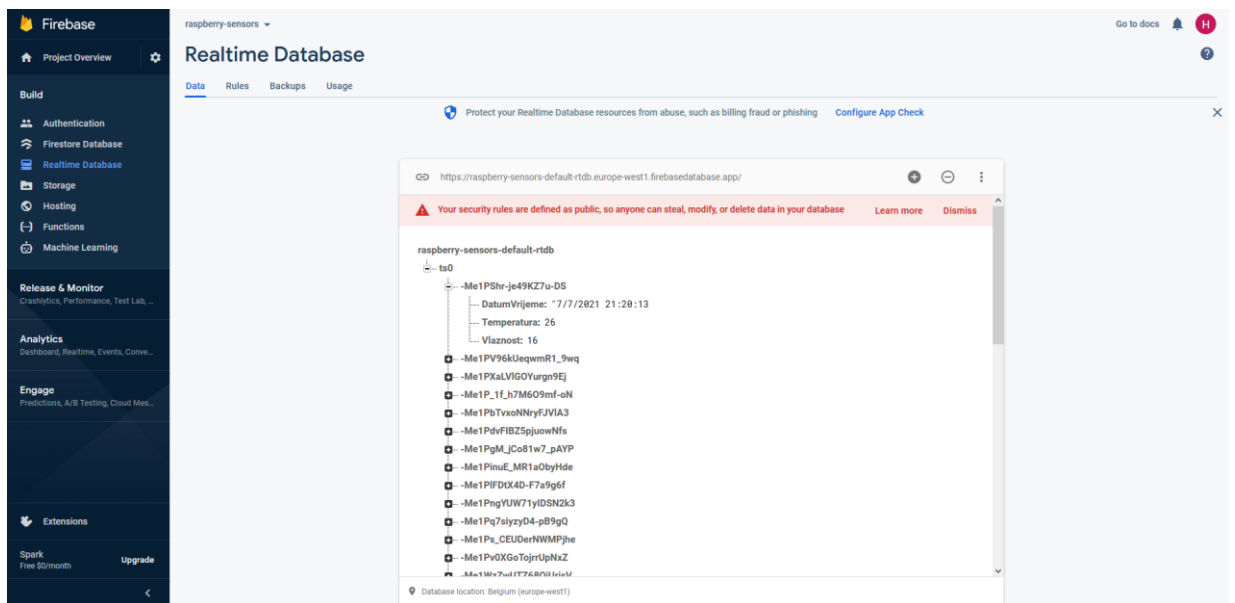 Firebase
Project Overview
Build
Authentication
Firestore Database
Realtime Database
Storage
Hosting
Functions
Machine Learning
Release & Monitor
Crashlytics, Performance, Test Lab, ...
Analytics
Dashboard, Realtime, Events, Conve...
Engage
Predictions, A/B Testing, Cloud Mes...
Extensions
Spark
Free $0/month
Upgrade
raspberry-sensors
Go to docs
H
Realtime Database
Data Rules Backups Usage
Protect your Realtime Database resources from abuse, such as billing fraud or phishing Configure App Check
https://raspberry-sensors-default-rtdb.europe-west1.firebasedatabase.app/
Your security rules are defined as public, so anyone can steal, modify, or delete data in your database Learn more Dismiss
raspberry-sensors-default-rtdb
ts0
-Me1PShr-je49KZ7u-DS
DatumVrijeme: "7/7/2021 21:20:13
Temperatura: 26
Vlaznost: 16
-Me1PV96kUeqwmR1_9wq
-Me1PXaLVlGOYurgn9Ej
-Me1P_1f_h7M6O9mf-oN
-Me1PbTvxoNNryFJVlA3
-Me1PdvFIBZ5pjuowNfs
-Me1PgM_jCo81w7_pAYP
-Me1PinuE_MR1aObyHde
-Me1PlFDtX4D-F7a9g6f
-Me1PngYUW71yIDSN2k3
-Me1Pq7siyzyD4-pB9gQ
-Me1Ps_CEUDerNWMPjhe
-Me1Pv0XGoTojrrUpNxZ
Database location: Belgium (europe-west1)